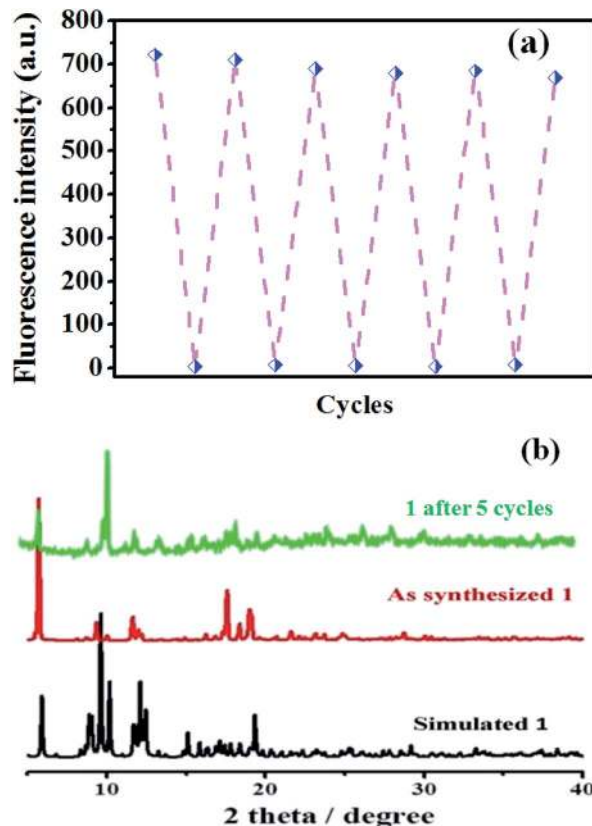 (a)
Fluorescence intensity (a.u.)
800
700
600
500
400
300
200
100
0
Cycles
(b)
1 after 5 cycles
As synthesized 1
Simulated 1
10
20
30
40
2 theta / degree